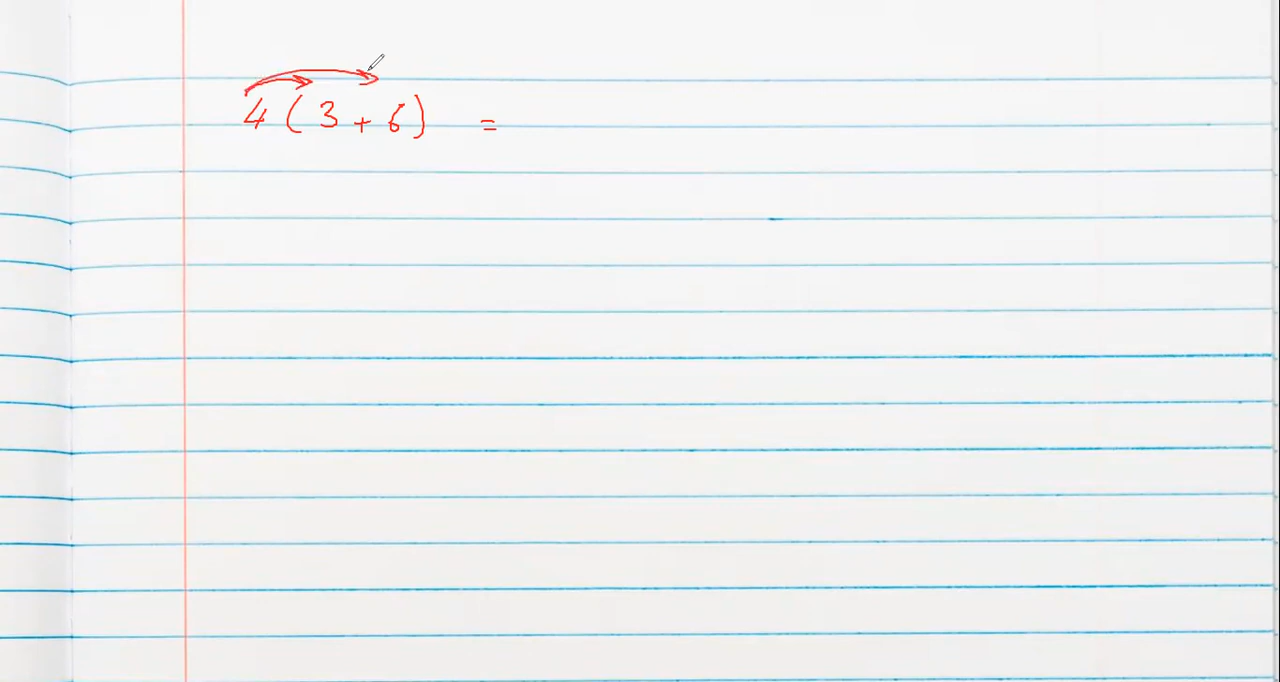 4 ( 3 + 6 ) =